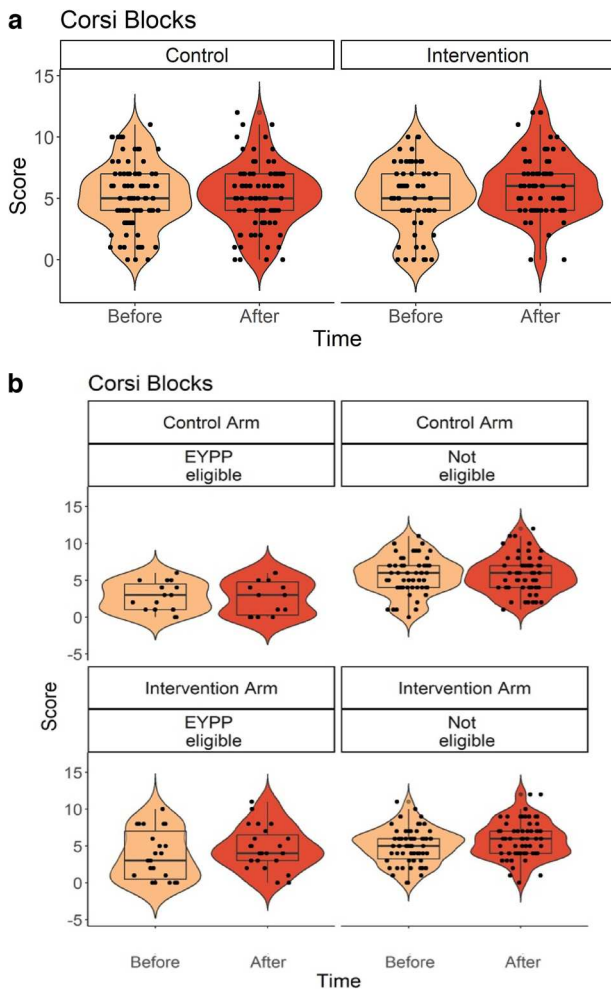 a
Corsi Blocks
Control Intervention
15
10
5
0
Score
Before After Before After
Time
b
Corsi Blocks
Control Arm Control Arm
EYPP Not
eligible eligible
15
10
5
0
-5
Score
Intervention Arm Intervention Arm
EYPP Not
eligible eligible
15
10
5
0
-5
Before After Before After
Time